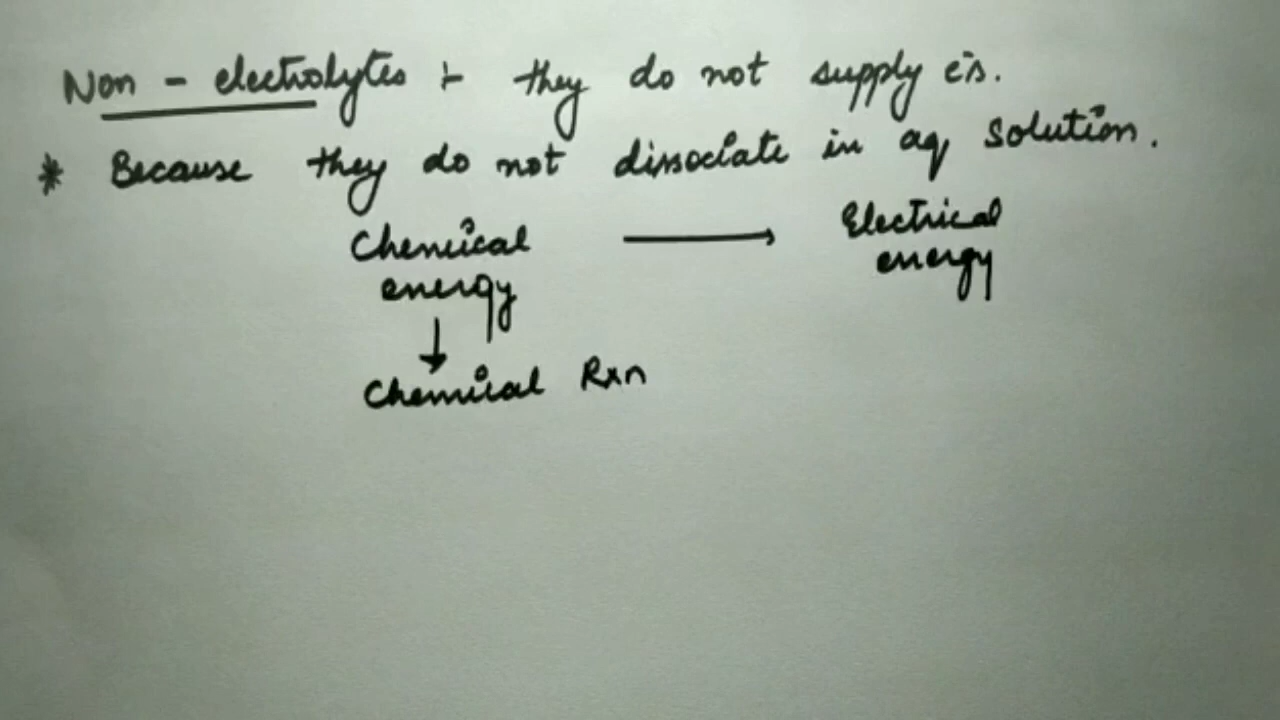 Non - electrolytes :- they do not supply e⁻s.
* Because they do not dissociate in aq solution.
Chemical energy → Electrical energy
↓
Chemical Rxn